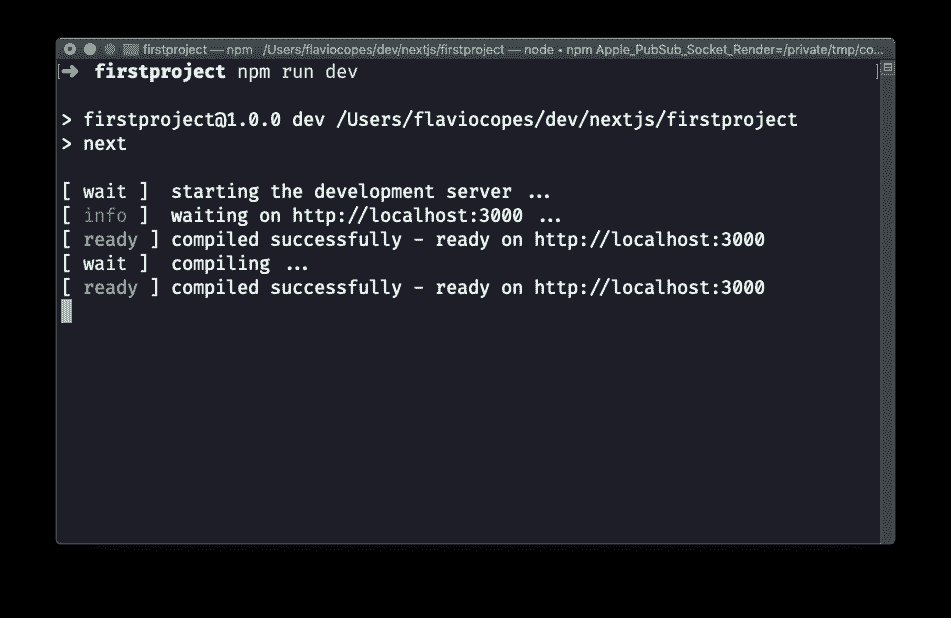 firstproject — npm /Users/flaviocopes/dev/nextjs/firstproject — node • npm Apple_PubSub_Socket_Render=/private/tmp/co...
[➜ firstproject npm run dev ]
> firstproject@1.0.0 dev /Users/flaviocopes/dev/nextjs/firstproject
> next
[ wait ]  starting the development server ...
[ info ]  waiting on http://localhost:3000 ...
[ ready ] compiled successfully - ready on http://localhost:3000
[ wait ]  compiling ...
[ ready ] compiled successfully - ready on http://localhost:3000